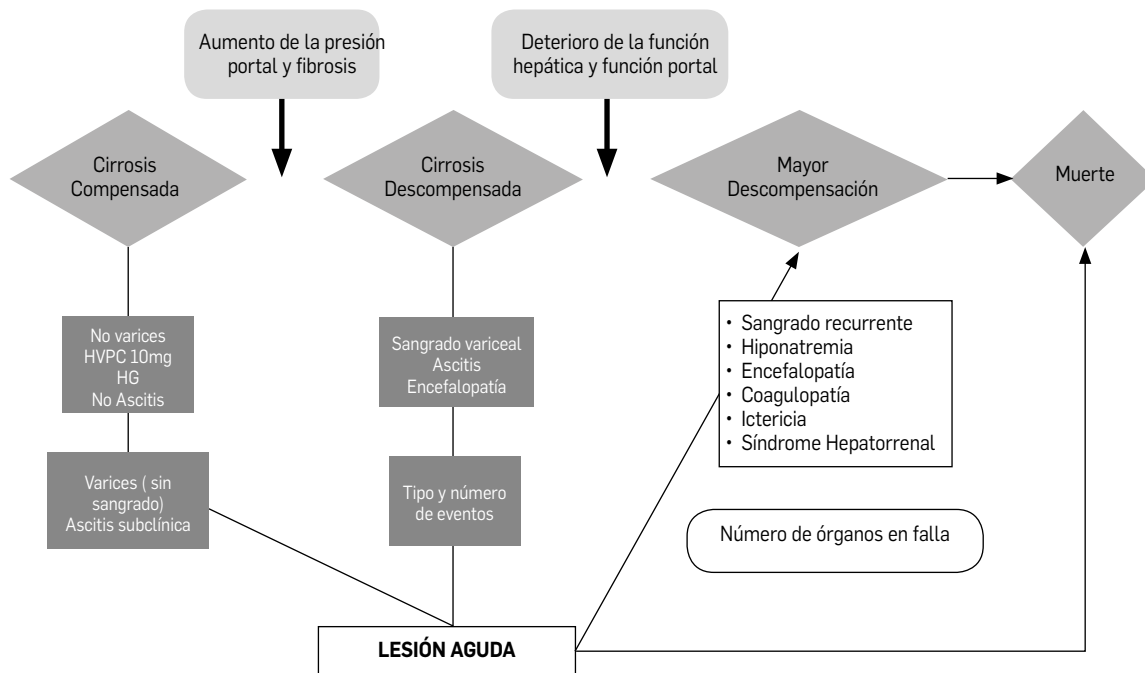 Aumento de la presión
portal y fibrosis
Deterioro de la función
hepática y función portal
Cirrosis
Compensada
Cirrosis
Descompensada
Mayor
Descompensación
Muerte
No varices
HVPC 10mg
HG
No Ascitis
Sangrado variceal
Ascitis
Encefalopatía
• Sangrado recurrente
• Hiponatremia
• Encefalopatía
• Coagulopatía
• Ictericia
• Síndrome Hepatorrenal
Varices ( sin
sangrado)
Ascitis subclínica
Tipo y número
de eventos
Número de órganos en falla
LESIÓN AGUDA